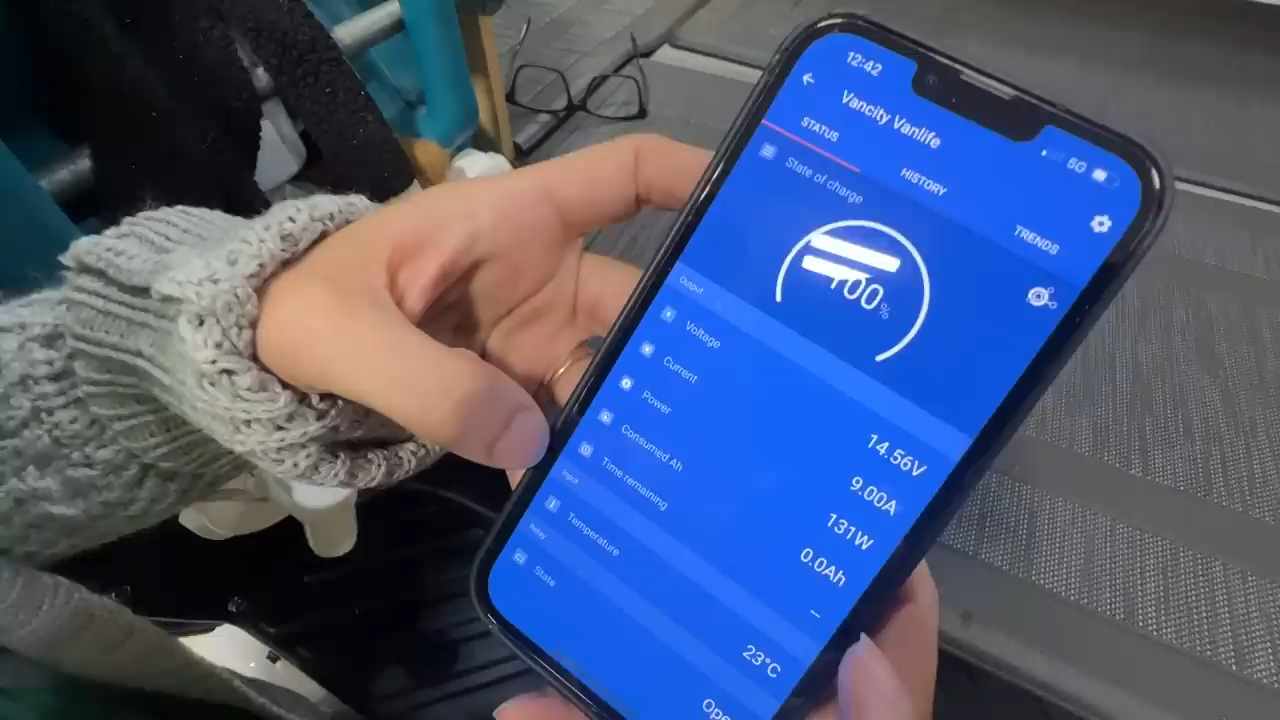 12:42
5G
Vancity Vanlife
STATUS
HISTORY
TRENDS
State of charge
100%
Output
Voltage
14.56V
Current
9.00A
Power
131W
Consumed Ah
0.0Ah
Time remaining
--
Input
Temperature
23°C
Relay
State